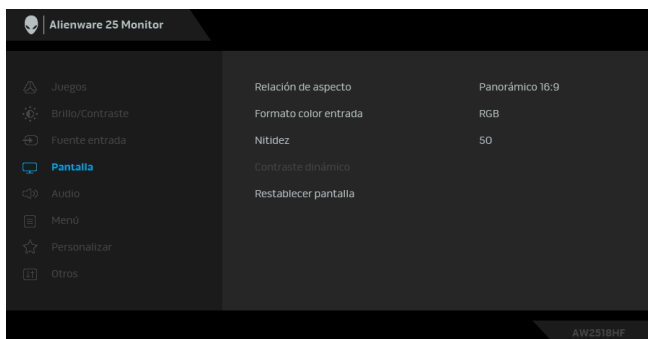 Alienware 25 Monitor
Juegos
Brillo/Contraste
Fuente entrada
Pantalla
Audio
Menú
Personalizar
Otros
Relación de aspecto Panorámico 16:9
Formato color entrada RGB
Nitidez 50
Contraste dinámico
Restablecer pantalla
AW2518HF